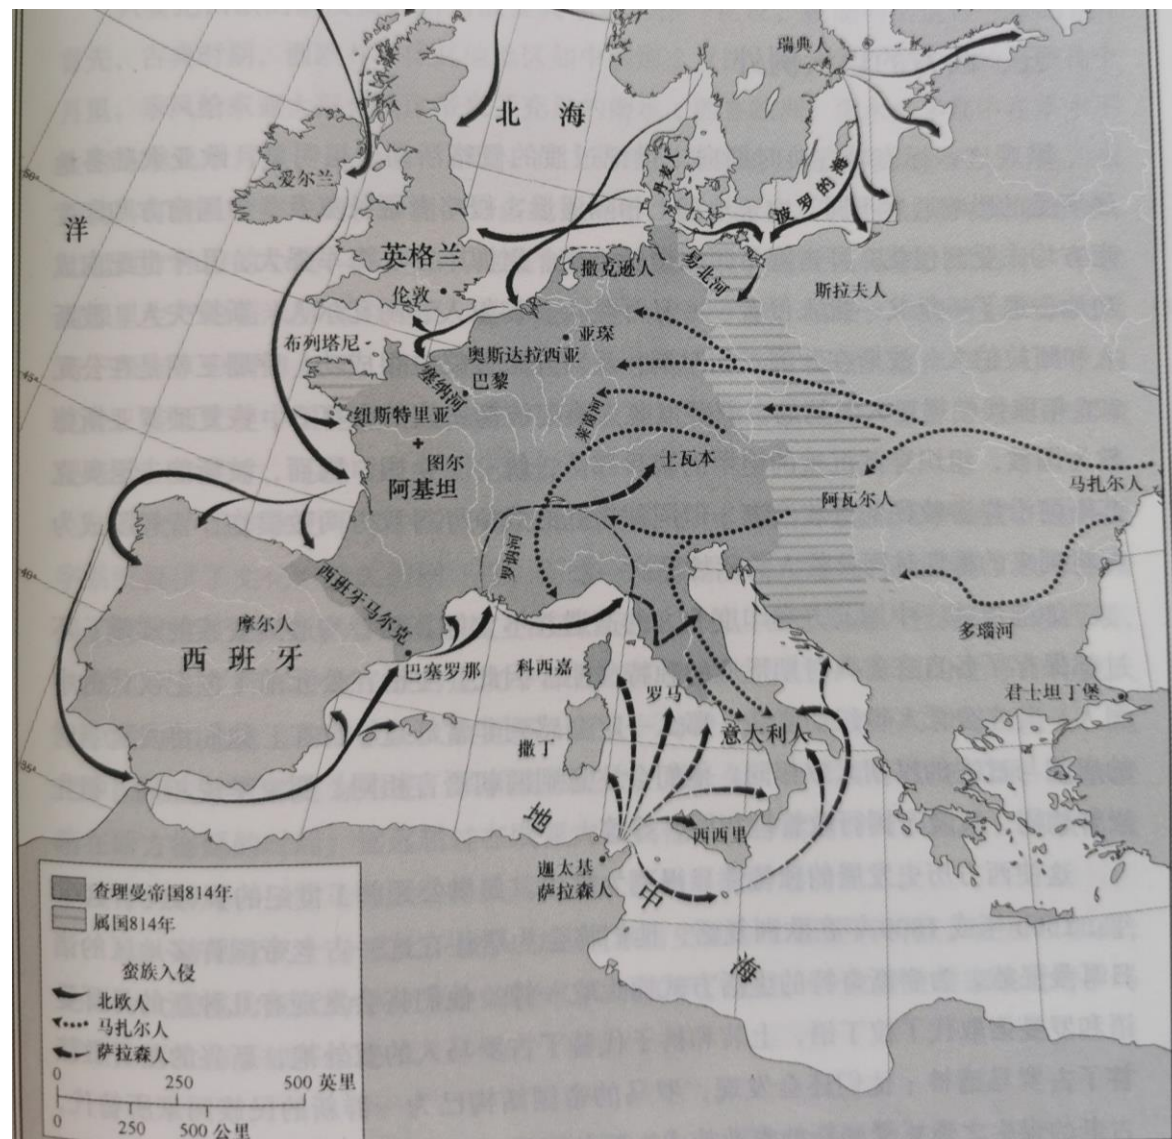 瑞典人
北海
丹麦人
爱尔兰
50°
波罗的海
洋
英格兰
撒克逊人
易北河
斯拉夫人
伦敦
布列塔尼
亚琛
奥斯达拉西亚
45°
塞纳河
巴黎
纽斯特里亚
莱茵河
图尔
士瓦本
阿基坦
阿瓦尔人
马扎尔人
罗讷河
40°
西班牙马尔克
摩尔人
多瑙河
西班牙
巴塞罗那
科西嘉
罗马
君士坦丁堡
撒丁
意大利人
35°
地
西西里
迦太基
萨拉森人
中
海
查理曼帝国814年
属国814年
蛮族入侵
北欧人
马扎尔人
萨拉森人
0 250 500 英里
0 250 500 公里